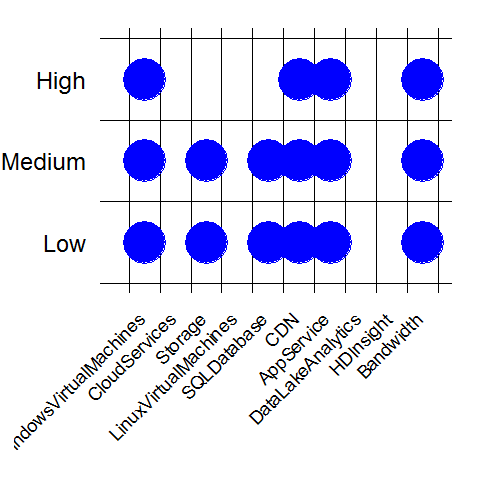 High
Medium
Low
ndowsVirtualMachines
CloudServices
Storage
LinuxVirtualMachines
SQLDatabase
CDN
AppService
DataLakeAnalytics
HDInsight
Bandwidth